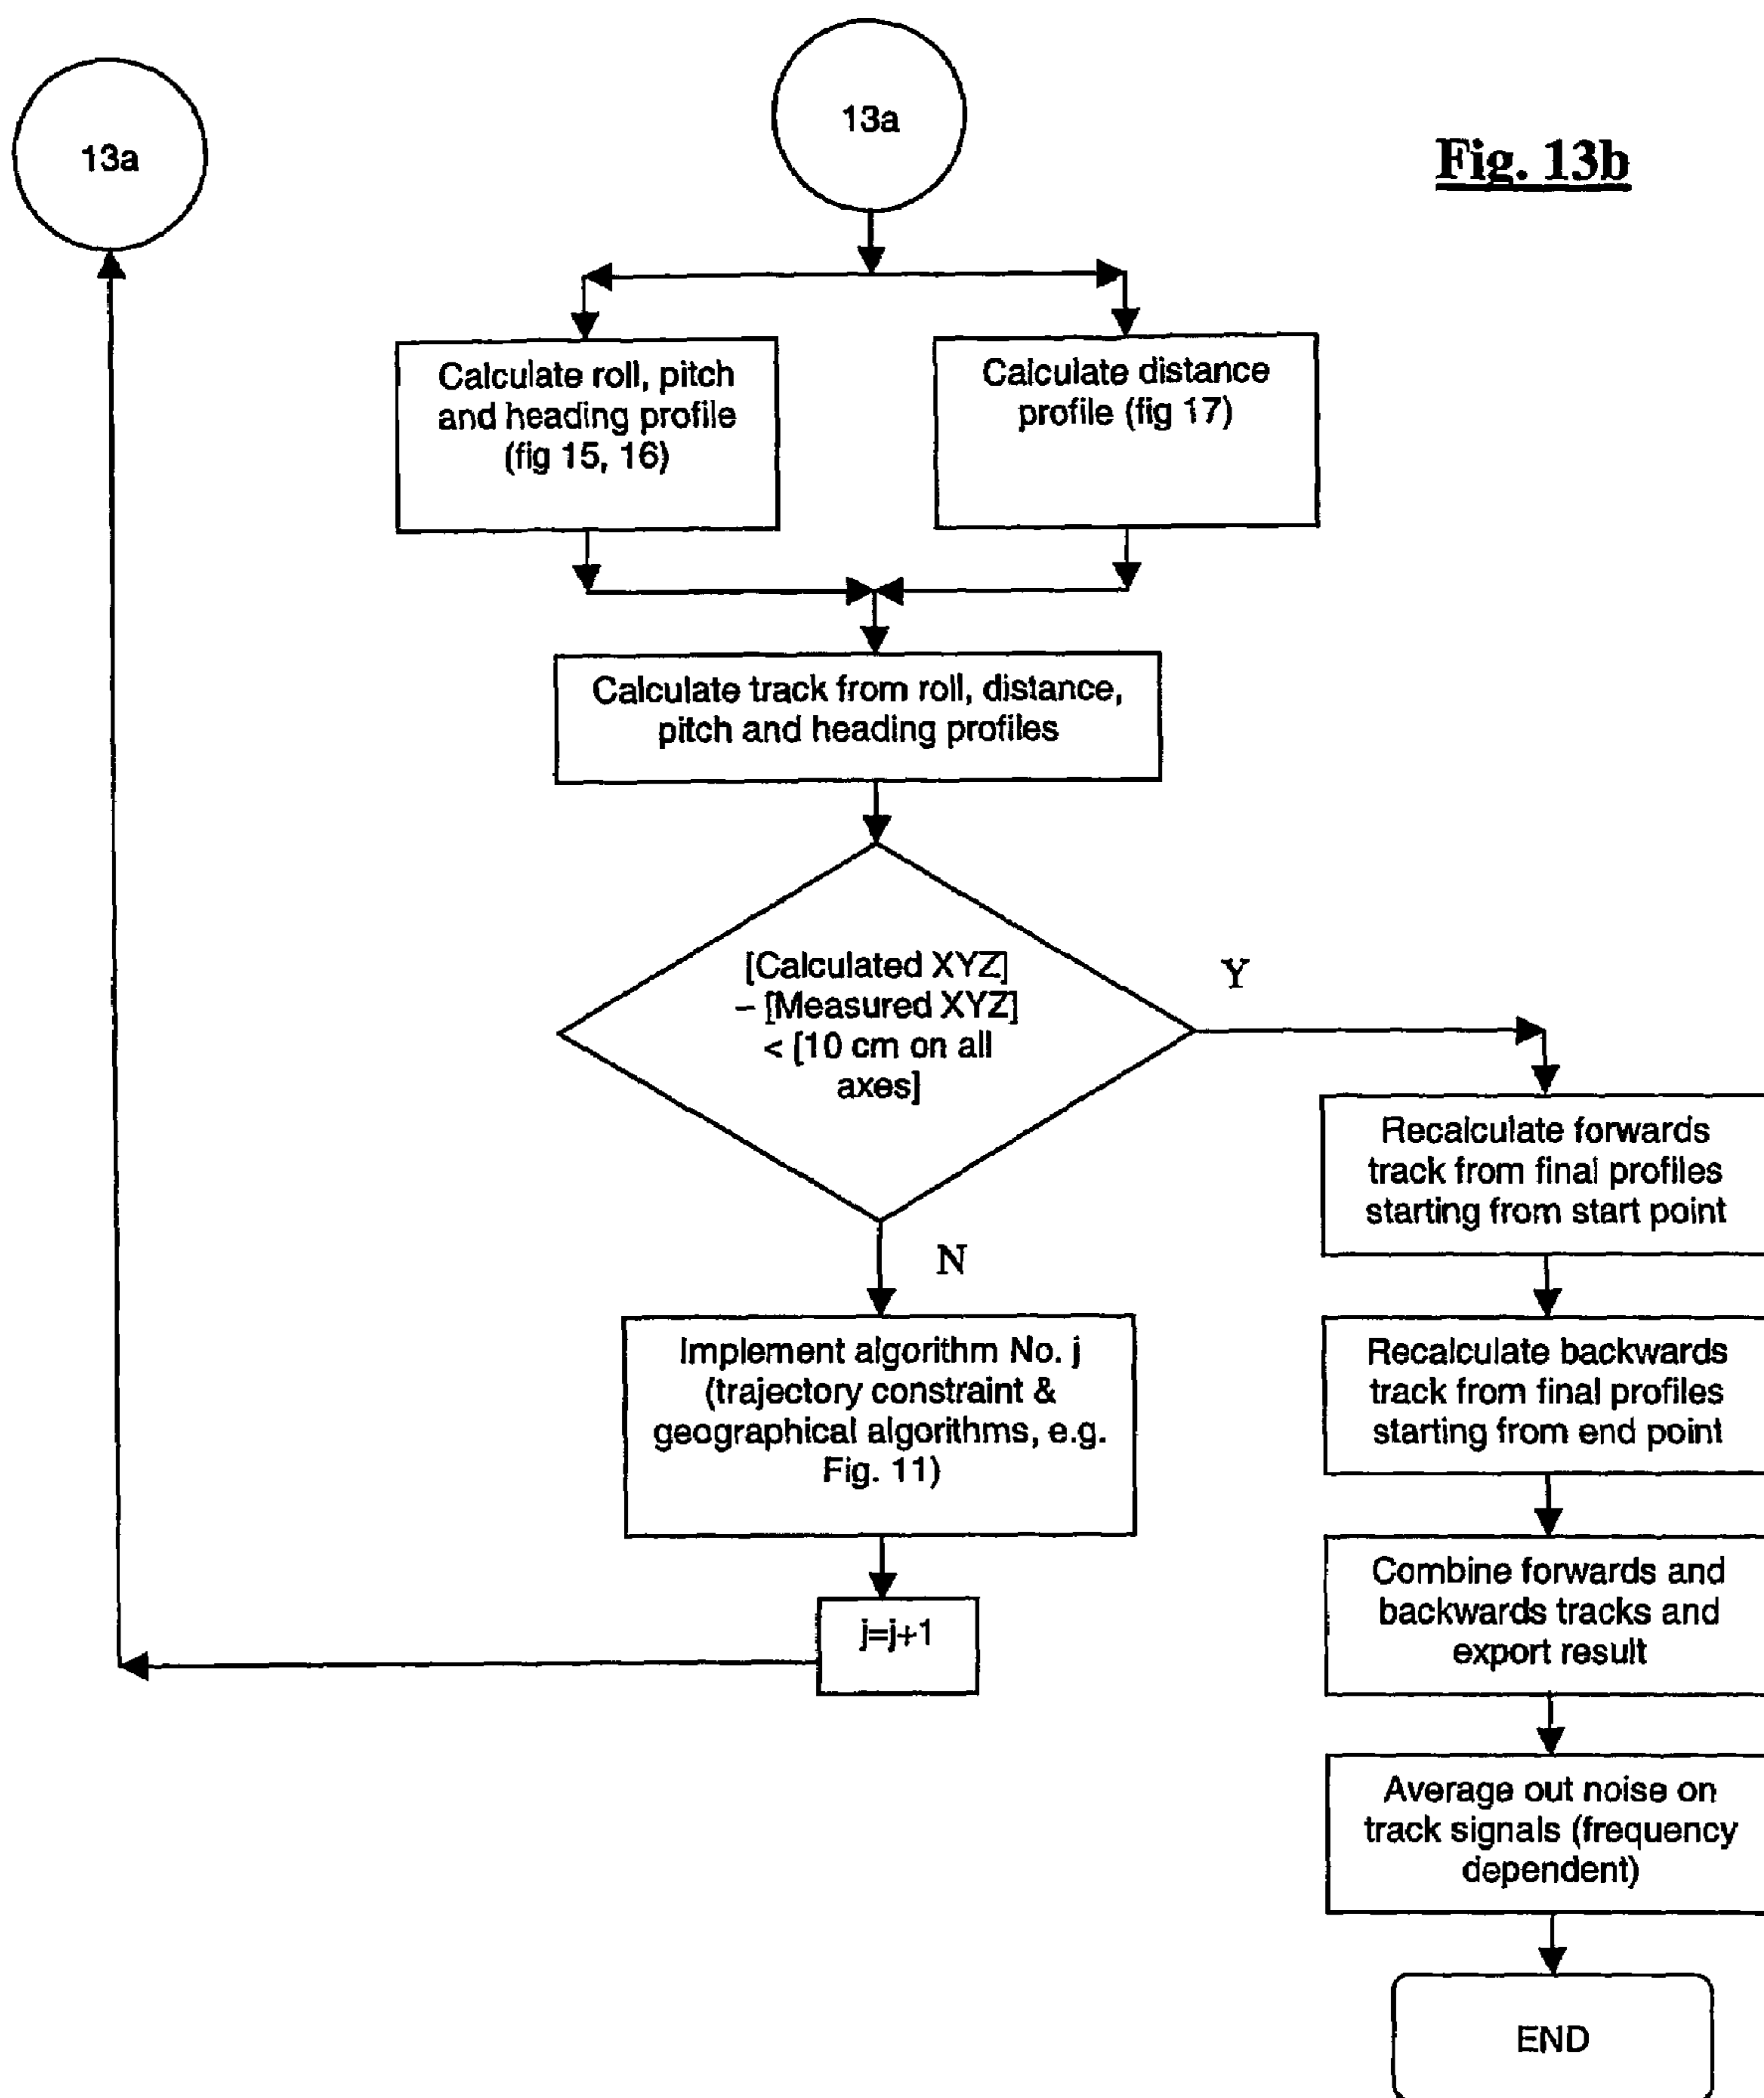 13a
13a
Fig. 13b
Calculate roll, pitch
and heading profile
(fig 15, 16)
Calculate distance
profile (fig 17)
Calculate track from roll, distance,
pitch and heading profiles
[Calculated XYZ]
– [Measured XYZ]
< [10 cm on all
axes]
Y
N
Implement algorithm No. j
(trajectory constraint &
geographical algorithms, e.g.
Fig. 11)
j=j+1
Recalculate forwards
track from final profiles
starting from start point
Recalculate backwards
track from final profiles
starting from end point
Combine forwards and
backwards tracks and
export result
Average out noise on
track signals (frequency
dependent)
END